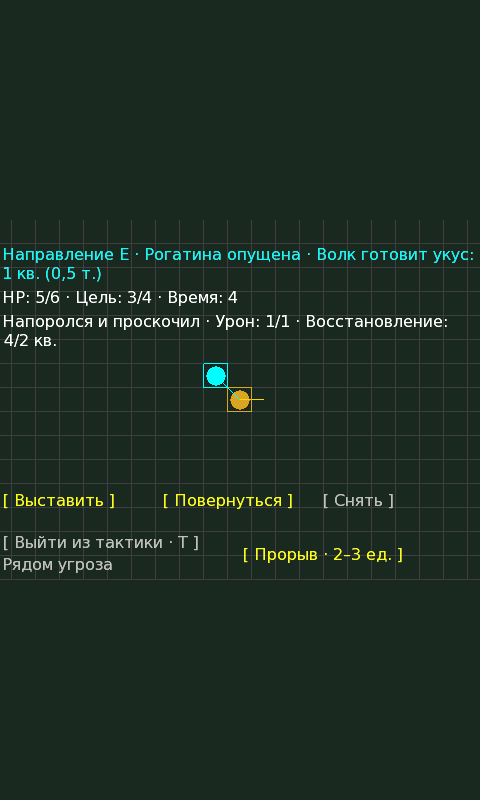 Направление E · Рогатина опущена · Волк готовит укус:
1 кв. (0,5 т.)
HP: 5/6 · Цель: 3/4 · Время: 4
Напоролся и проскочил · Урон: 1/1 · Восстановление:
4/2 кв.
[ Выставить ] [ Повернуться ] [ Снять ]
[ Выйти из тактики · T ]
[ Прорыв · 2–3 ед. ]
Рядом угроза